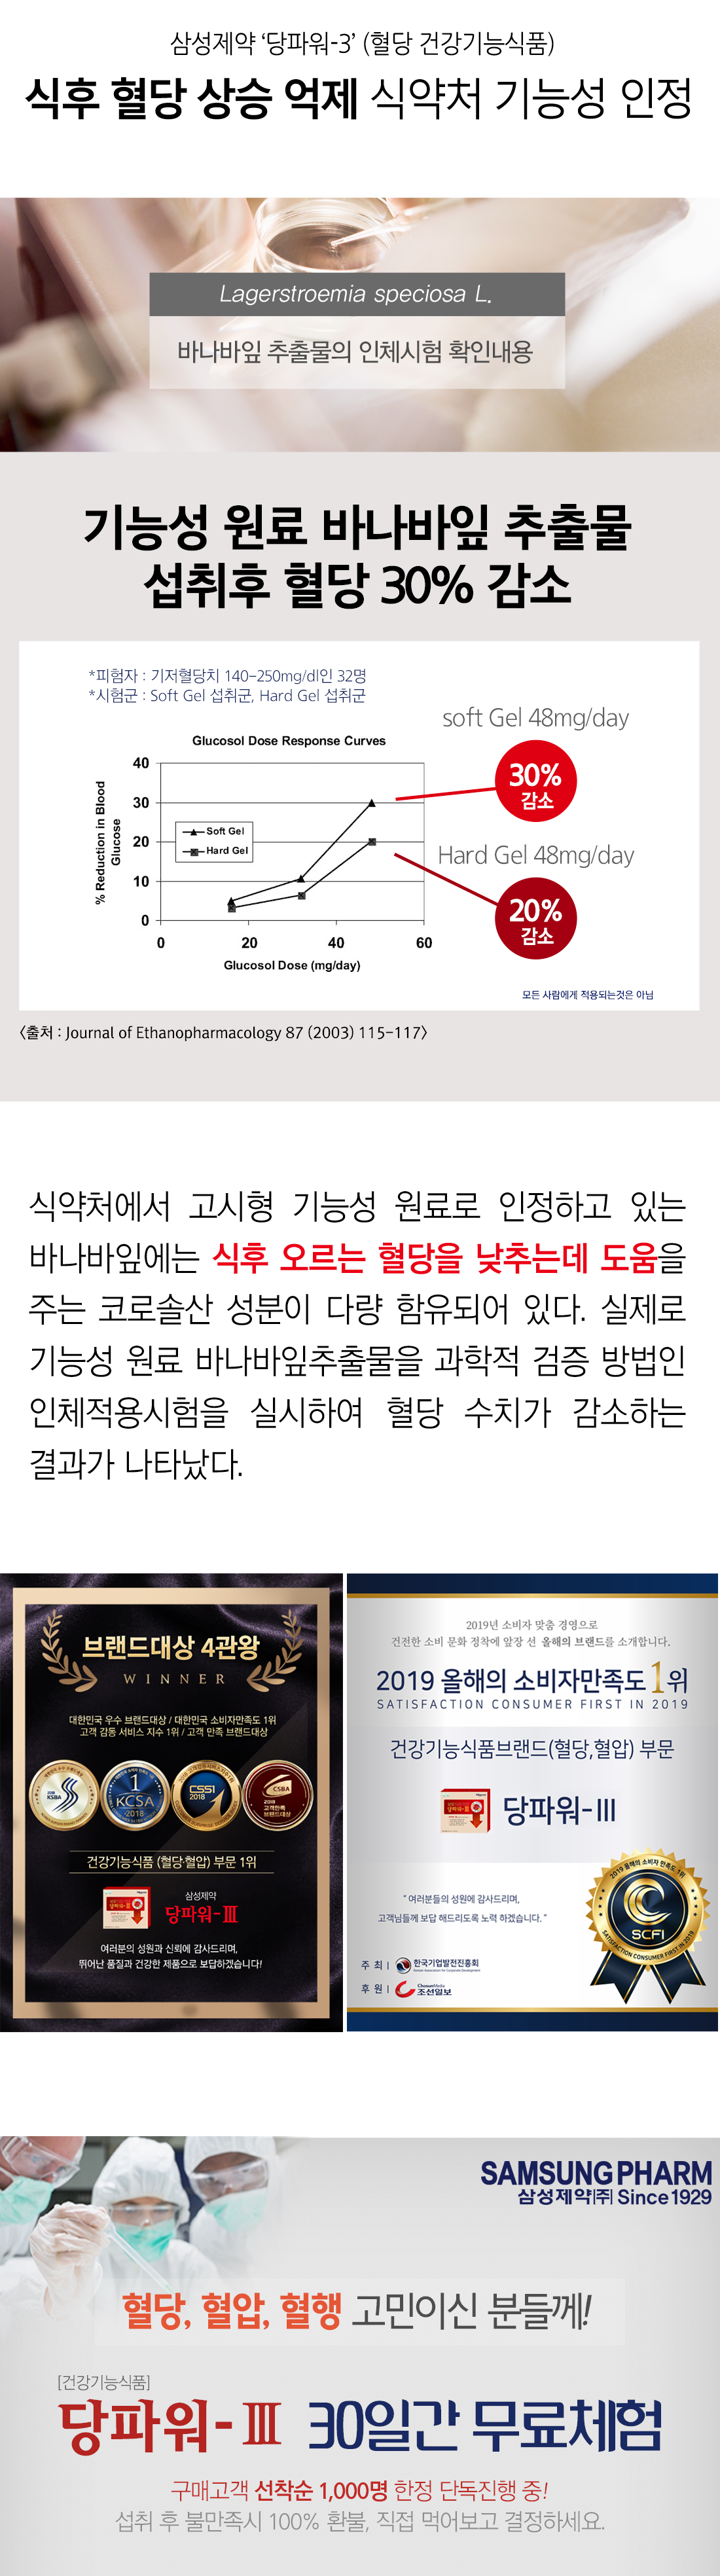 삼성제약 ‘당파워-3’ (혈당 건강기능식품)
식후 혈당 상승 억제 식약처 기능성 인정
Lagerstroemia speciosa L.
바나바잎 추출물의 인체시험 확인내용
기능성 원료 바나바잎 추출물
섭취후 혈당 30% 감소
*피험자 : 기저혈당치 140-250mg/dl인 32명
*시험군 : Soft Gel 섭취군, Hard Gel 섭취군
soft Gel 48mg/day
30%
감소
Hard Gel 48mg/day
20%
감소
Glucosol Dose Response Curves
% Reduction in Blood
Glucose
40
30
20
10
0
Soft Gel
Hard Gel
0 20 40 60
Glucosol Dose (mg/day)
모든 사람에게 적용되는것은 아님
<출처 : Journal of Ethanopharmacology 87 (2003) 115-117>
식약처에서 고시형 기능성 원료로 인정하고 있는
바나바잎에는 식후 오르는 혈당을 낮추는데 도움을
주는 코로솔산 성분이 다량 함유되어 있다. 실제로
기능성 원료 바나바잎추출물을 과학적 검증 방법인
인체적용시험을 실시하여 혈당 수치가 감소하는
결과가 나타났다.
브랜드대상 4관왕
WINNER
대한민국 우수 브랜드대상 / 대한민국 소비자만족도 1위
고객 감동 서비스 지수 1위 / 고객 만족 브랜드대상
KSBA
1
KCSA
2018
CSSI
2018
1
CSBA
2018
고객만족
브랜드대상
건강기능식품 (혈당·혈압) 부문 1위
삼성제약
당파워-III
여러분의 성원과 신뢰에 감사드리며,
뛰어난 품질과 건강한 제품으로 보답하겠습니다!
2019년 소비자 맞춤 경영으로
건전한 소비 문화 정착에 앞장 선 올해의 브랜드를 소개합니다.
2019 올해의 소비자만족도 1위
SATISFACTION CONSUMER FIRST IN 2019
건강기능식품브랜드(혈당,혈압) 부문
당파워-III
" 여러분들의 성원에 감사드리며,
고객님들께 보답 해드리도록 노력 하겠습니다. "
2019 올해의 소비자 만족도 1위
SCFI
SATISFACTION CONSUMER FIRST IN 2019
주 최 | 한국기업발전진흥회
후 원 | 조선일보
SAMSUNG PHARM
삼성제약(주) Since 1929
혈당, 혈압, 혈행 고민이신 분들께!
[건강기능식품]
당파워-III 30일간 무료체험
구매고객 선착순 1,000명 한정 단독진행 중!
섭취 후 불만족시 100% 환불, 직접 먹어보고 결정하세요.